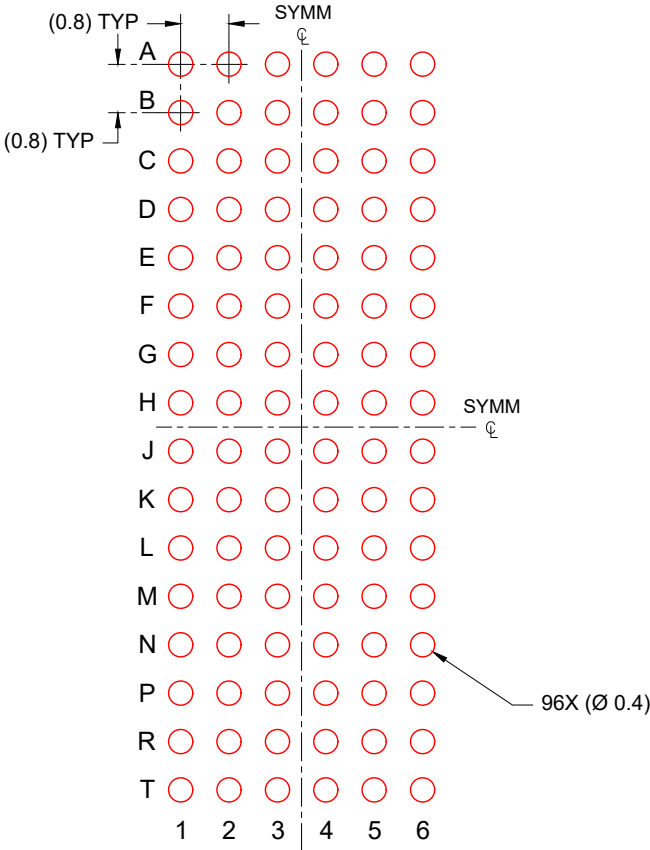 (0.8) TYP
SYMM
℄
A
B
(0.8) TYP
C
D
E
F
G
H
SYMM
℄
J
K
L
M
N
P
96X (Ø 0.4)
R
T
1 2 3 4 5 6